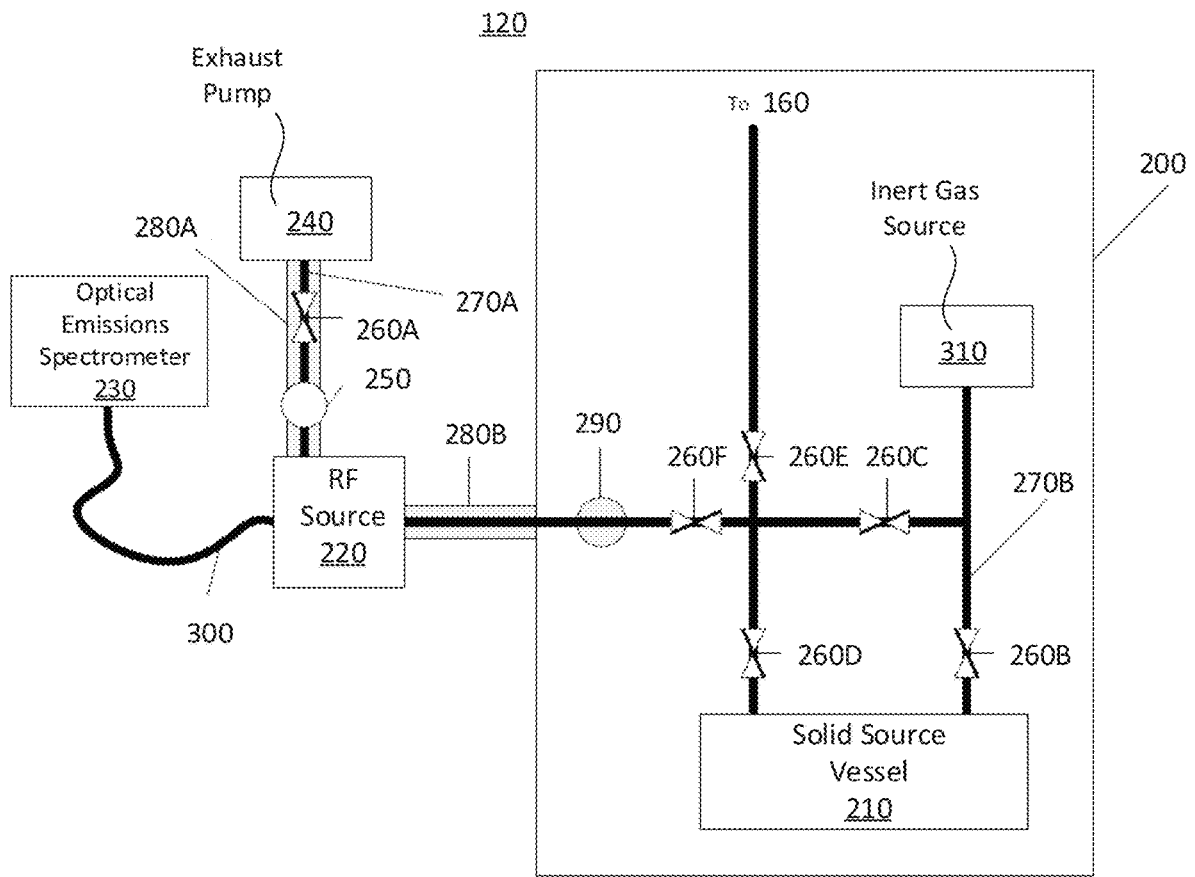 120
Exhaust
Pump
To 160
200
Inert Gas
Source
280A
240
270A
Optical
Emissions
Spectrometer
230
260A
310
250
280B
290
260F
260E
260C
270B
RF
Source
220
300
260D
260B
Solid Source
Vessel
210